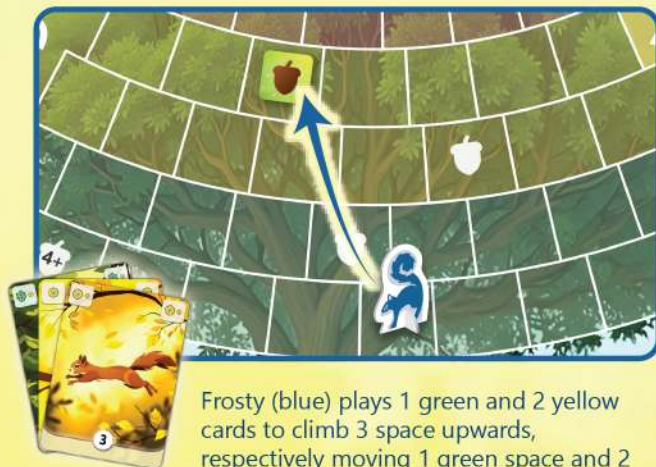 4+
3
Frosty (blue) plays 1 green and 2 yellow
cards to climb 3 space upwards,
respectively moving 1 green space and 2